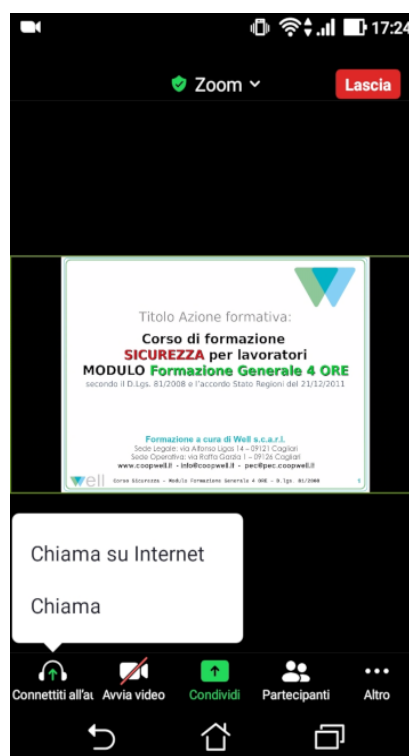 17:24
Zoom
Lascia
Titolo Azione formativa:
Corso di formazione
SICUREZZA per lavoratori
MODULO Formazione Generale 4 ORE
secondo il D.Lgs. 81/2008 e l'accordo Stato Regioni del 21/12/2011
Formazione a cura di Well s.c.a.r.l.
Sede Legale: via Alfonso Ligas 14 – 09121 Cagliari
Sede Operativa: via Raffa Garzia 1 – 09126 Cagliari
www.coopwell.it - info@coopwell.it - pec@pec.coopwell.it
well Corso Sicurezza - Modulo Formazione Generale 4 ORE - D.lgs. 81/2008
Chiama su Internet
Chiama
Connettiti all'au Avvia video Condividi Partecipanti Altro